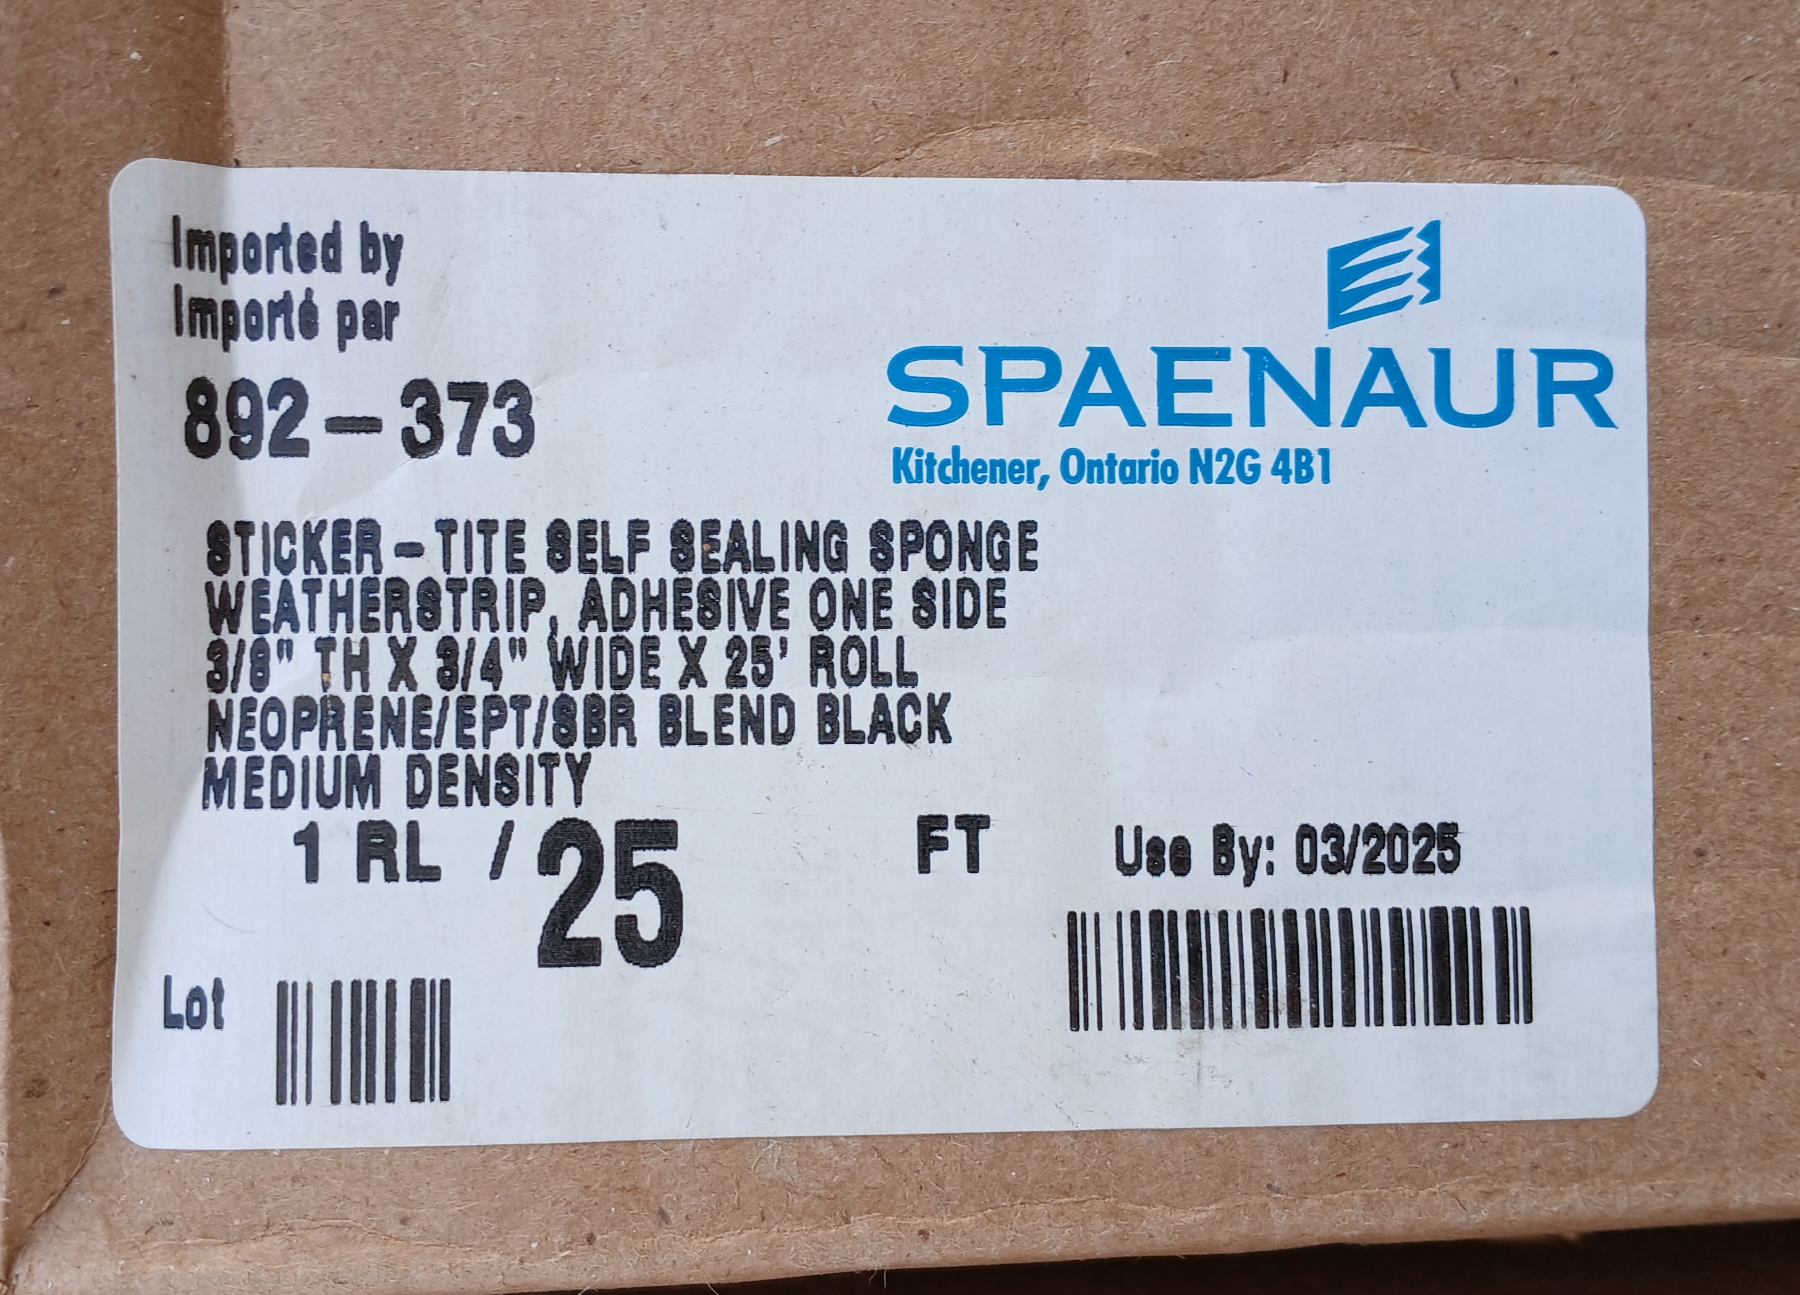 Imported by
Importé par
892-373
SPAENAUR
Kitchener, Ontario N2G 4B1
STICKER-TITE SELF SEALING SPONGE
WEATHERSTRIP, ADHESIVE ONE SIDE
3/8" TH X 3/4" WIDE X 25' ROLL
NEOPRENE/EPT/SBR BLEND BLACK
MEDIUM DENSITY
1 RL / 25 FT
Use By: 03/2025
Lot